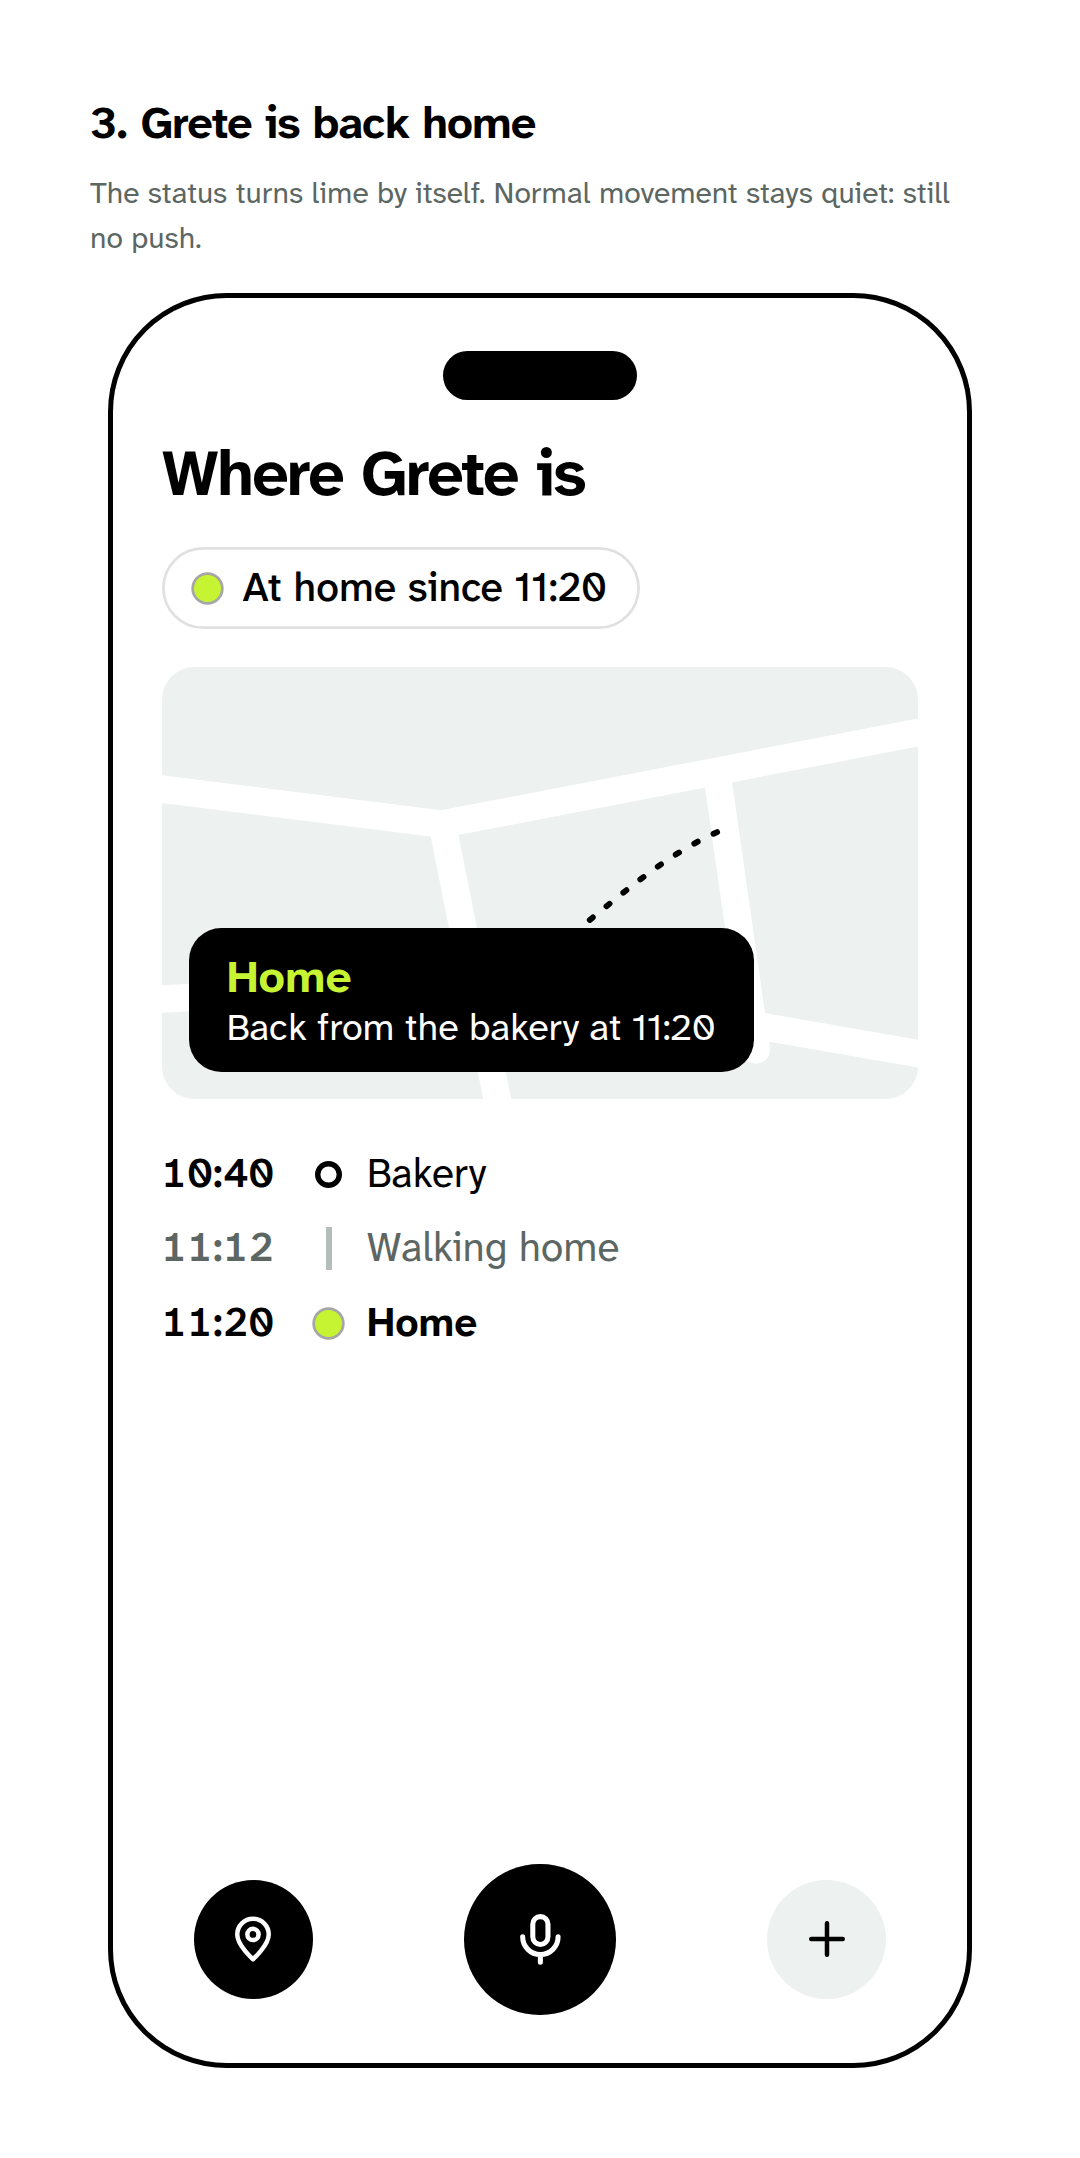 3. Grete is back home
The status turns lime by itself. Normal movement stays quiet: still
no push.
Where Grete is
At home since 11:20
Home
Back from the bakery at 11:20
10:40 Bakery
11:12 Walking home
11:20 Home